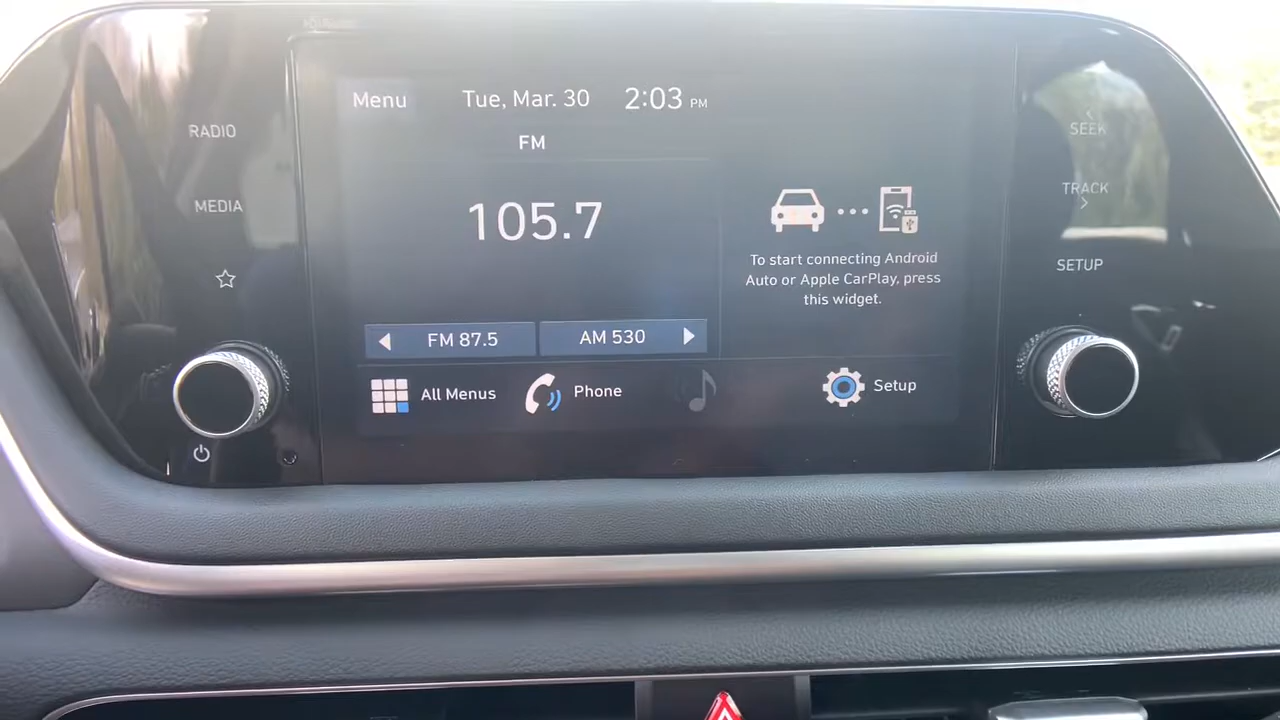 Menu
Tue, Mar. 30
2:03 PM
FM
105.7
To start connecting Android
Auto or Apple CarPlay, press
this widget.
FM 87.5
AM 530
All Menus
Phone
Setup
RADIO
MEDIA
SEEK
TRACK
SETUP